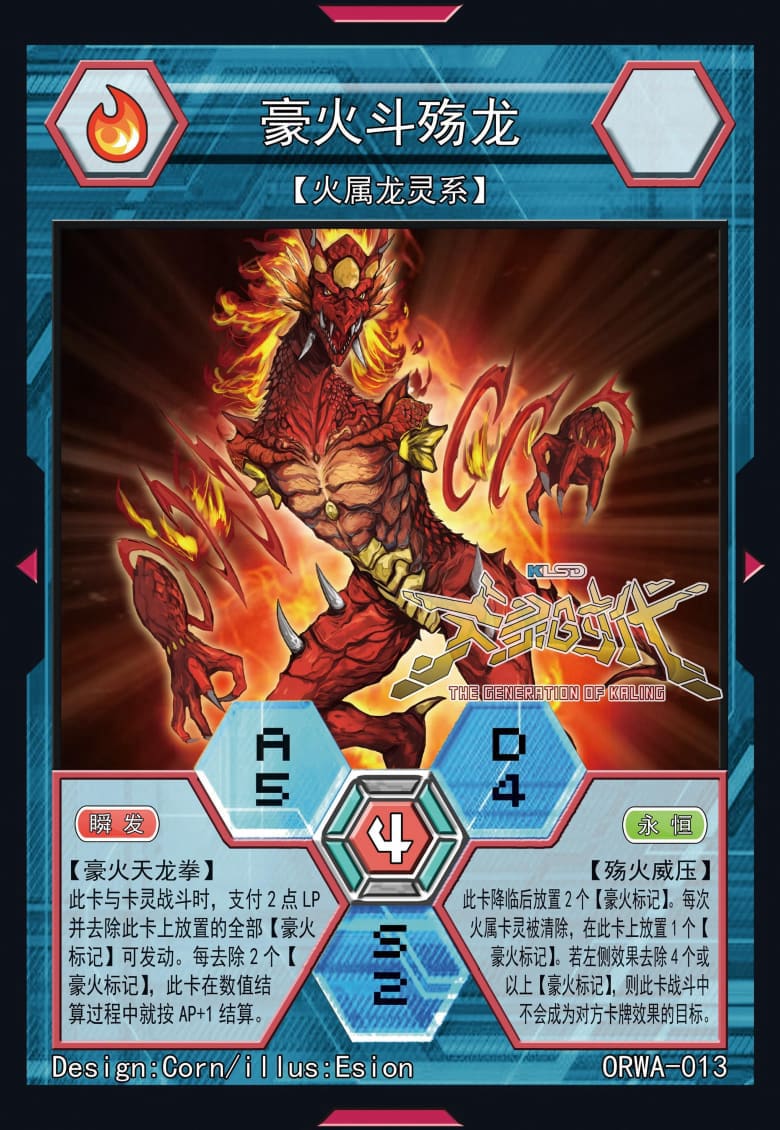 豪火斗殇龙
【火属龙灵系】
KLSD
卡灵时代
THE GENERATION OF KALING
A
5
D
4
4
S
2
瞬发
【豪火天龙拳】
此卡与卡灵战斗时，支付2点LP
并去除此卡上放置的全部【豪火
标记】可发动。每去除2个【
豪火标记】，此卡在数值结
算过程中就按AP+1结算。
永恒
【殇火威压】
此卡降临后放置2个【豪火标记】。每次
火属卡灵被清除，在此卡上放置1个【
豪火标记】。若左侧效果去除4个或
以上【豪火标记】，则此卡战斗中
不会成为对方卡牌效果的目标。
Design:Corn/illus:Esion
ORWA-013